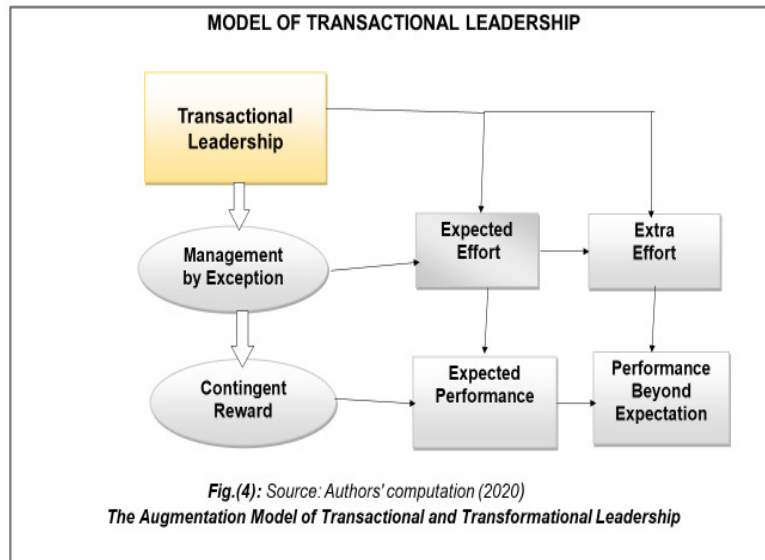 MODEL OF TRANSACTIONAL LEADERSHIP
Transactional
Leadership
Expected
Effort
Extra
Effort
Management
by Exception
Contingent
Reward
Expected
Performance
Performance
Beyond
Expectation
Fig.(4): Source: Authors' computation (2020)
The Augmentation Model of Transactional and Transformational Leadership